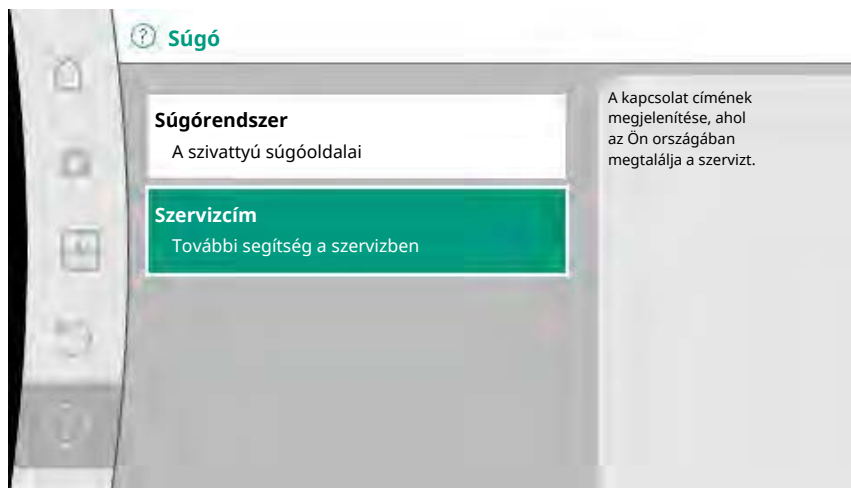 Súgó
Súgórendszer
A szivattyú súgóoldalai
Szervizcím
További segítség a szervizben
A kapcsolat címének
megjelenítése, ahol
az Ön országában
megtalálja a szervizt.